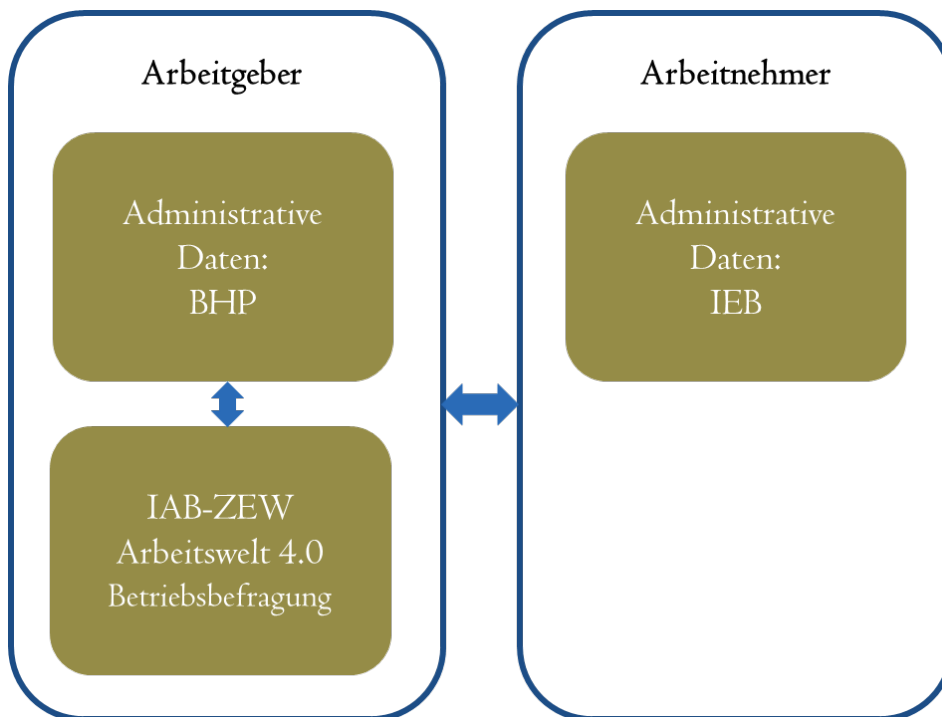 Arbeitgeber
Administrative
Daten:
BHP
IAB-ZEW
Arbeitswelt 4.0
Betriebsbefragung
Arbeitnehmer
Administrative
Daten:
IEB